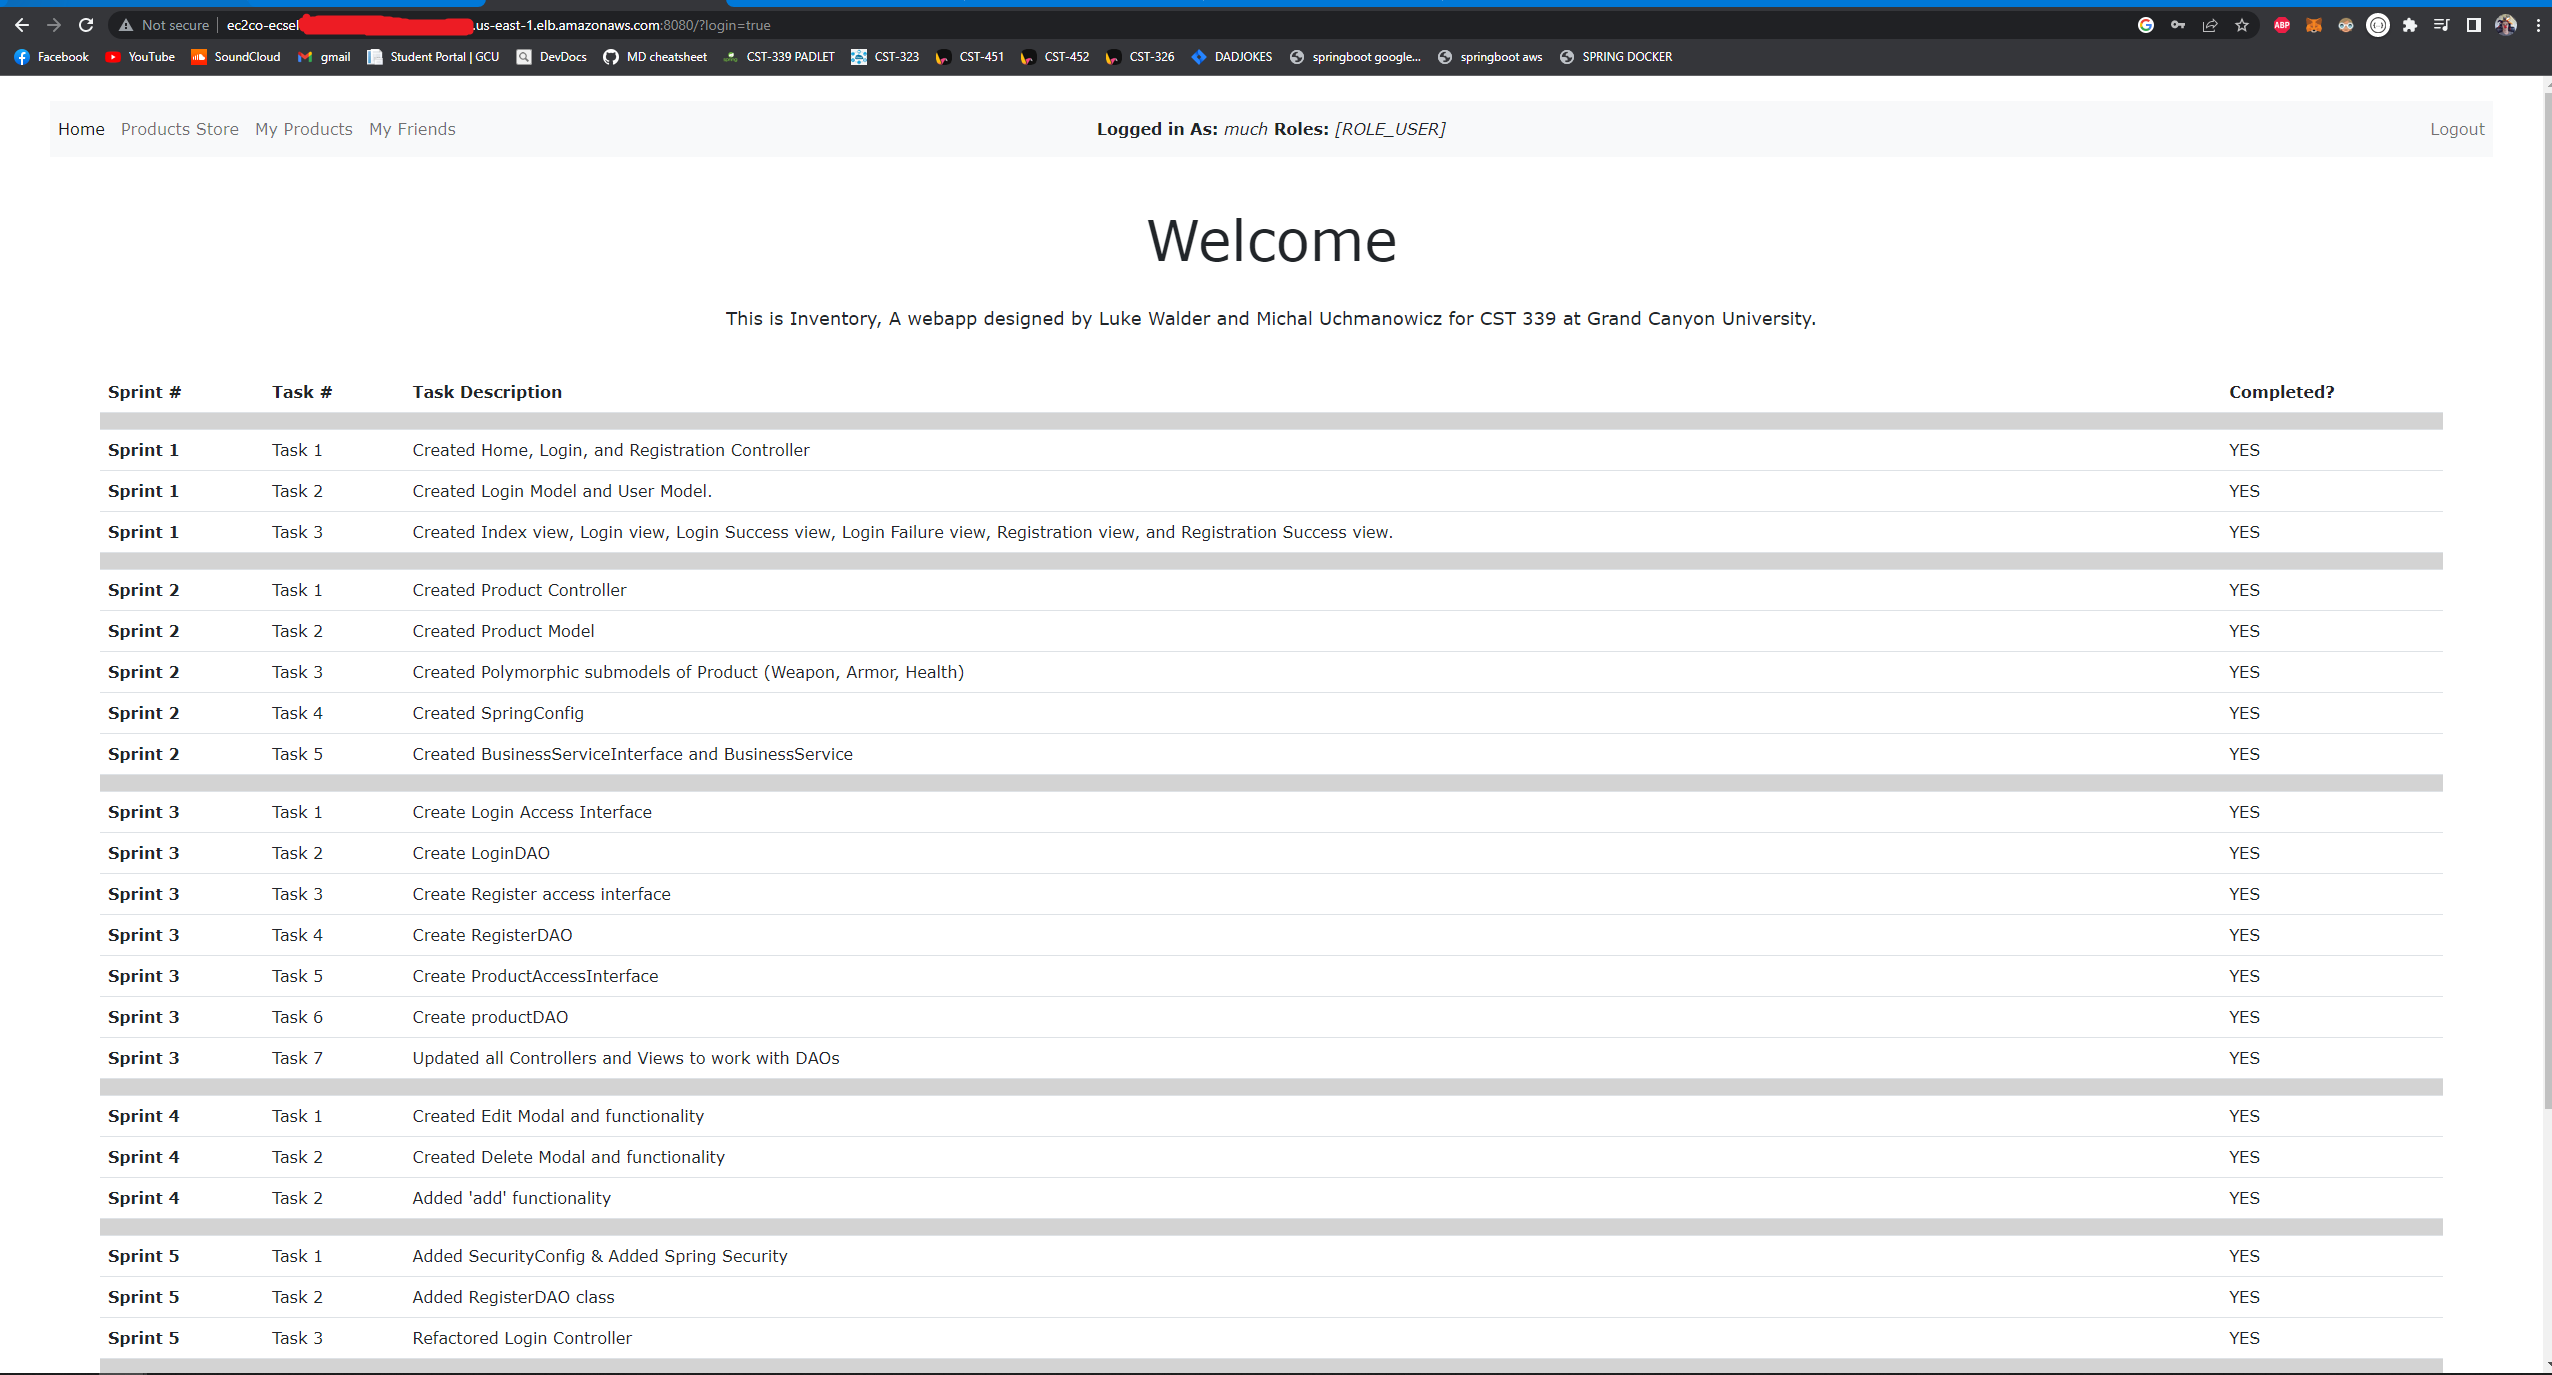 Not secure | ec2co-ecsel .us-east-1.elb.amazonaws.com:8080/?login=true ABP
Facebook YouTube SoundCloud gmail Student Portal | GCU DevDocs MD cheatsheet CST-339 PADLET CST-323 CST-451 CST-452 CST-326 DADJOKES springboot google... springboot aws SPRING DOCKER
Home Products Store My Products My Friends Logged in As: much Roles: [ROLE_USER] Logout
Welcome
This is Inventory, A webapp designed by Luke Walder and Michal Uchmanowicz for CST 339 at Grand Canyon University.
Sprint # Task # Task Description Completed?
Sprint 1 Task 1 Created Home, Login, and Registration Controller YES
Sprint 1 Task 2 Created Login Model and User Model. YES
Sprint 1 Task 3 Created Index view, Login view, Login Success view, Login Failure view, Registration view, and Registration Success view. YES
Sprint 2 Task 1 Created Product Controller YES
Sprint 2 Task 2 Created Product Model YES
Sprint 2 Task 3 Created Polymorphic submodels of Product (Weapon, Armor, Health) YES
Sprint 2 Task 4 Created SpringConfig YES
Sprint 2 Task 5 Created BusinessServiceInterface and BusinessService YES
Sprint 3 Task 1 Create Login Access Interface YES
Sprint 3 Task 2 Create LoginDAO YES
Sprint 3 Task 3 Create Register access interface YES
Sprint 3 Task 4 Create RegisterDAO YES
Sprint 3 Task 5 Create ProductAccessInterface YES
Sprint 3 Task 6 Create productDAO YES
Sprint 3 Task 7 Updated all Controllers and Views to work with DAOs YES
Sprint 4 Task 1 Created Edit Modal and functionality YES
Sprint 4 Task 2 Created Delete Modal and functionality YES
Sprint 4 Task 2 Added 'add' functionality YES
Sprint 5 Task 1 Added SecurityConfig & Added Spring Security YES
Sprint 5 Task 2 Added RegisterDAO class YES
Sprint 5 Task 3 Refactored Login Controller YES